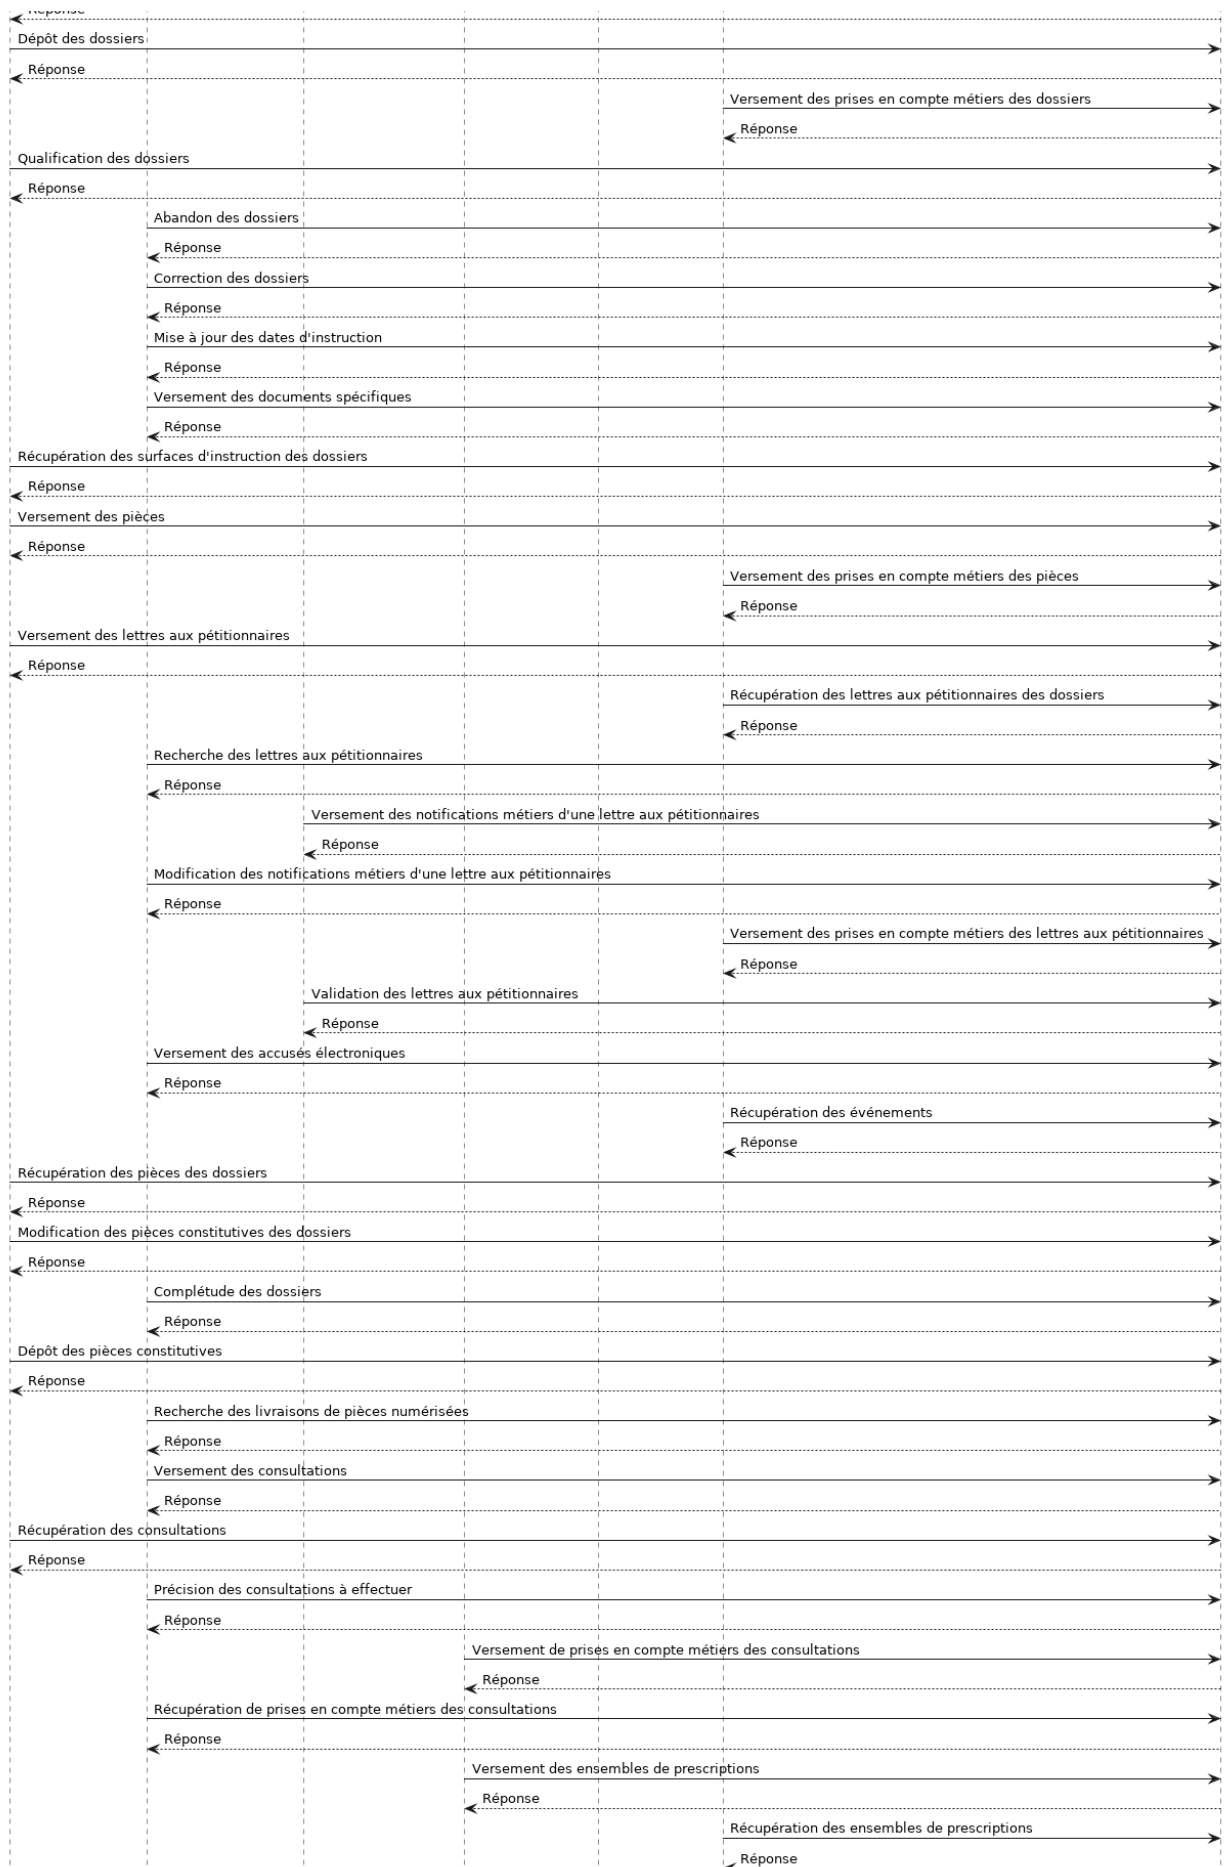 Réponse
Dépôt des dossiers
Réponse
Versement des prises en compte métiers des dossiers
Réponse
Qualification des dossiers
Réponse
Abandon des dossiers
Réponse
Correction des dossiers
Réponse
Mise à jour des dates d'instruction
Réponse
Versement des documents spécifiques
Réponse
Récupération des surfaces d'instruction des dossiers
Réponse
Versement des pièces
Réponse
Versement des prises en compte métiers des pièces
Réponse
Versement des lettres aux pétitionnaires
Réponse
Récupération des lettres aux pétitionnaires des dossiers
Réponse
Recherche des lettres aux pétitionnaires
Réponse
Versement des notifications métiers d'une lettre aux pétitionnaires
Réponse
Modification des notifications métiers d'une lettre aux pétitionnaires
Réponse
Versement des prises en compte métiers des lettres aux pétitionnaires
Réponse
Validation des lettres aux pétitionnaires
Réponse
Versement des accusés électroniques
Réponse
Récupération des événements
Réponse
Récupération des pièces des dossiers
Réponse
Modification des pièces constitutives des dossiers
Réponse
Complétude des dossiers
Réponse
Dépôt des pièces constitutives
Réponse
Recherche des livraisons de pièces numérisées
Réponse
Versement des consultations
Réponse
Récupération des consultations
Réponse
Précision des consultations à effectuer
Réponse
Versement de prises en compte métiers des consultations
Réponse
Récupération de prises en compte métiers des consultations
Réponse
Versement des ensembles de prescriptions
Réponse
Récupération des ensembles de prescriptions
Réponse